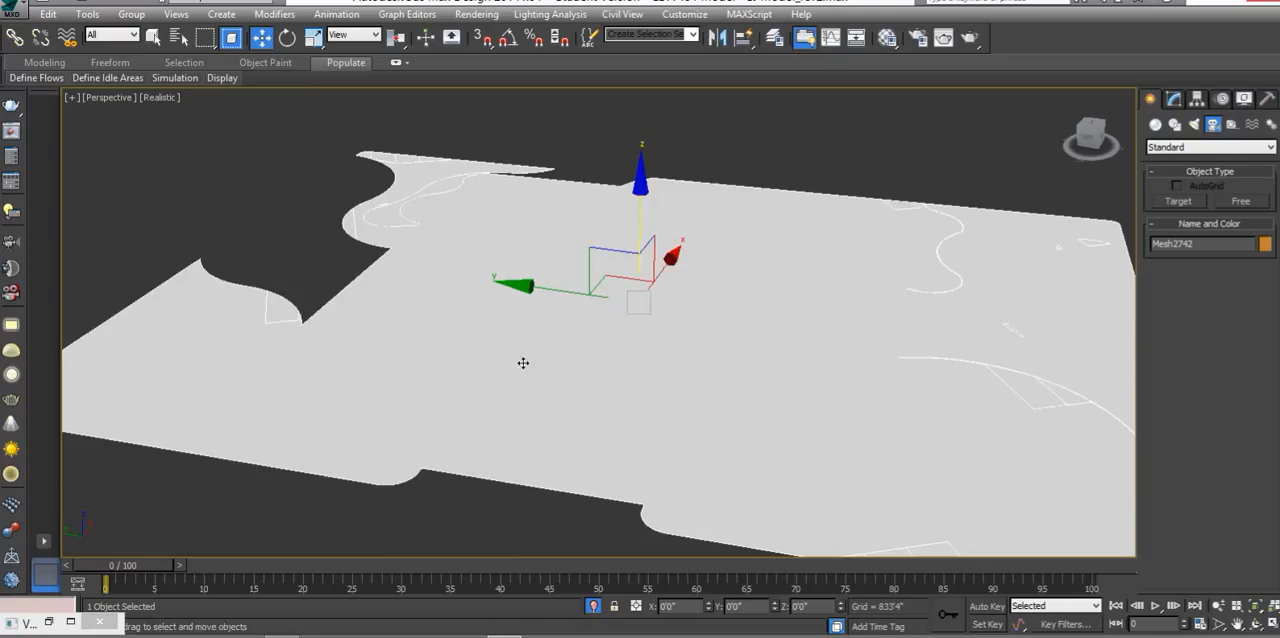 MXD
Edit Tools Group Views Create Modifiers Animation Graph Editors Rendering Lighting Analysis Civil View Customize MAXScript Help
All View Create Selection Se
Modeling Freeform Selection Object Paint Populate
Define Flows Define Idle Areas Simulation Display
[+] [Perspective] [Realistic]
Standard
- Object Type
AutoGrid
Target Free
- Name and Color
Mesh2742
z
x
y
< 0 / 100 >
0 5 10 15 20 25 30 35 40 45 50 55 60 65 70 75 80 85 90 95 100
1 Object Selected X: 0'0" Y: 0'0" Z: 0'0" Grid = 833'4" Auto Key Selected
V... drag to select and move objects Add Time Tag Set Key Key Filters... 0